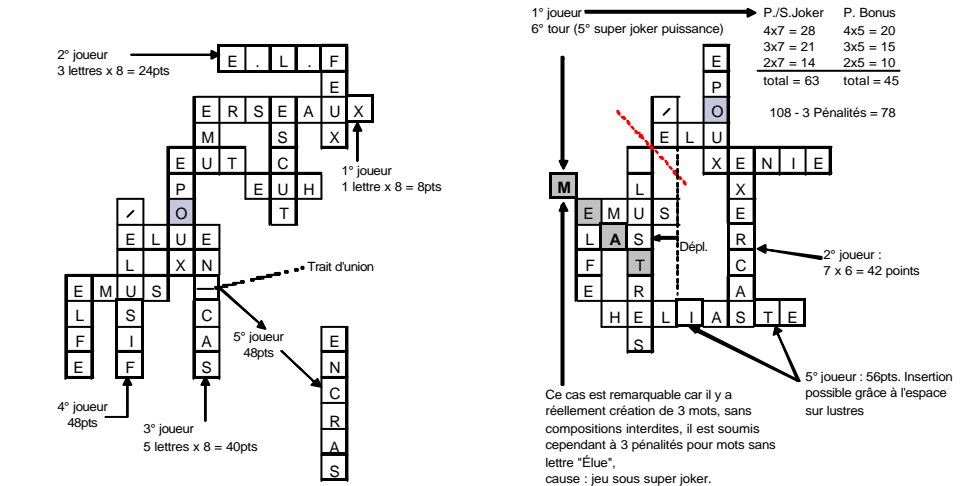 1° joueur
6° tour (5° super joker puissance)
P./S.Joker P. Bonus
4x7 = 28 4x5 = 20
3x7 = 21 3x5 = 15
2x7 = 14 2x5 = 10
total = 63 total = 45
108 - 3 Pénalités = 78
2° joueur
3 lettres x 8 = 24pts
E . L . F
E
E R S E A U X
M S X
E U T C
P E U H
O T
E L U E
L X N
E M U S —
L S C
F I A
E F S
1° joueur
1 lettre x 8 = 8pts
Trait d'union
5° joueur
48pts
E
N
C
R
A
S
4° joueur
48pts
3° joueur
5 lettres x 8 = 40pts
E
P
O
E L U
X E N I E
M L X
E M U S E
L A S R
F T C
E R A
H E L I A S T E
S
Dépl.
2° joueur :
7 x 6 = 42 points
5° joueur : 56pts. Insertion
possible grâce à l'espace
sur lustres
Ce cas est remarquable car il y a
réellement création de 3 mots, sans
compositions interdites, il est soumis
cependant à 3 pénalités pour mots sans
lettre "Élue",
cause : jeu sous super joker.